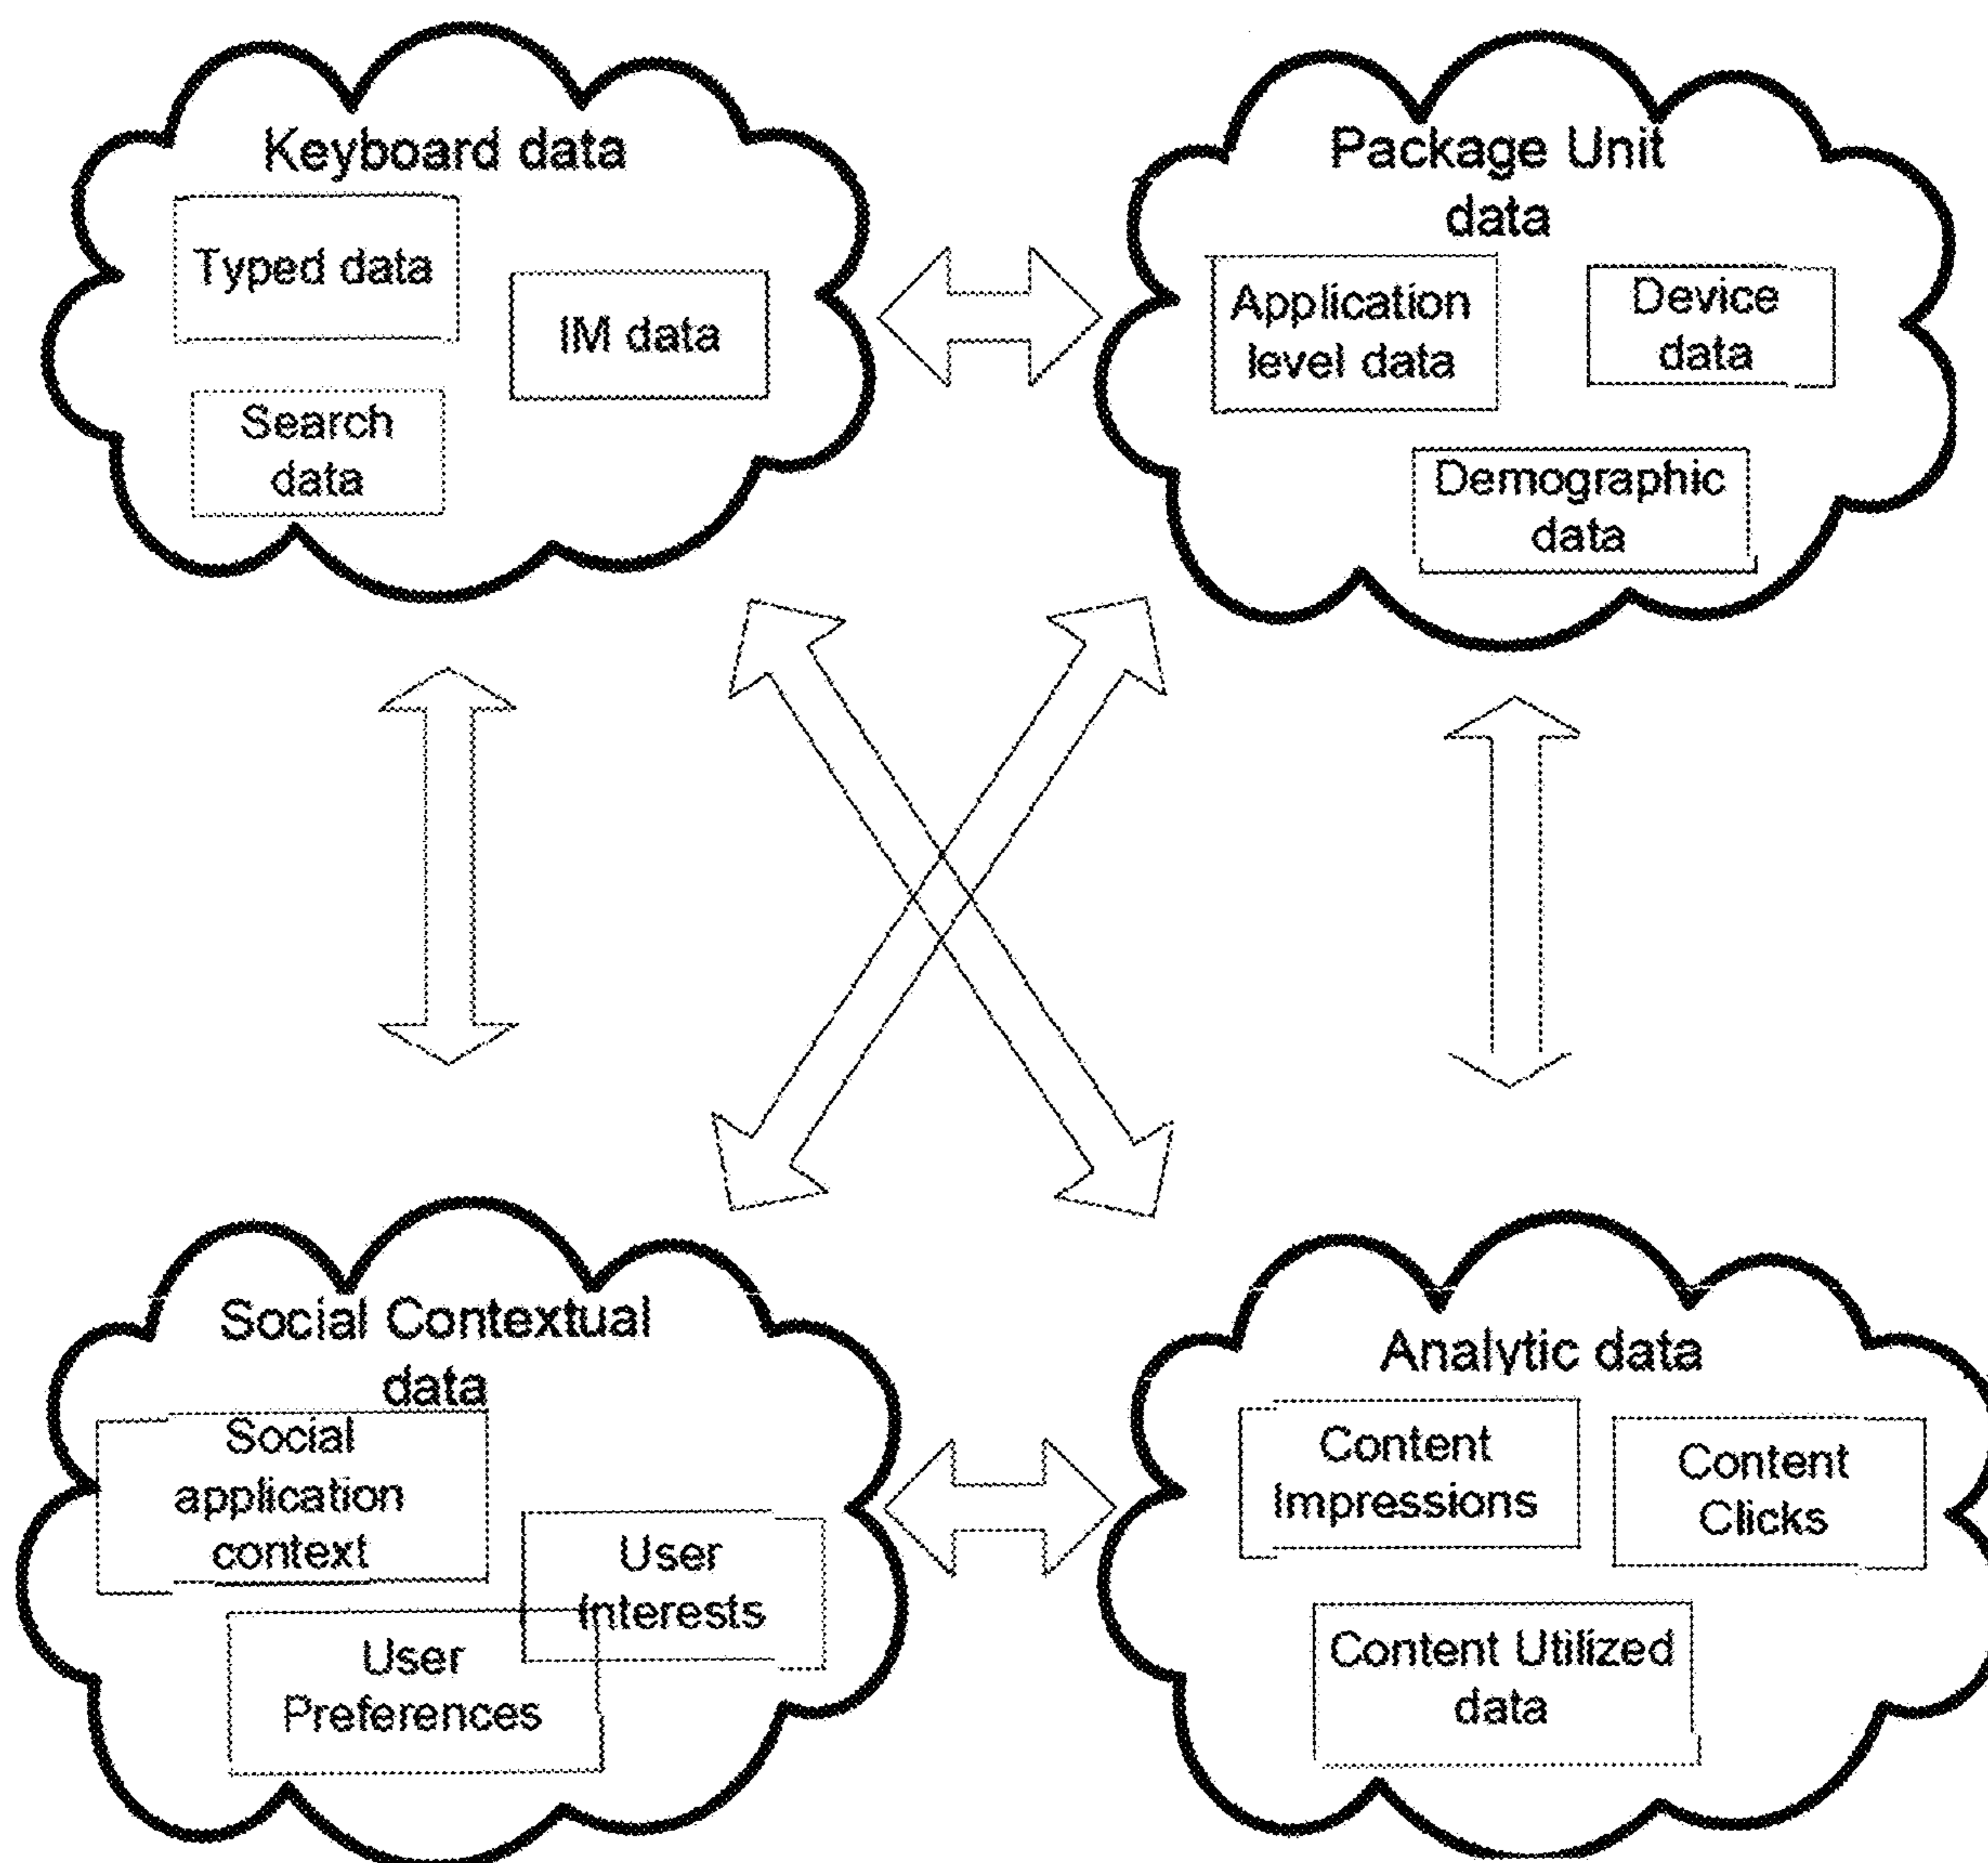 Keyboard data
Typed data
IM data
Search
data
Package Unit
data
Application
level data
Device
data
Demographic
data
Social Contextual
data
Social
application
context
User
Interests
User
Preferences
Analytic data
Content
Impressions
Content
Clicks
Content Utilized
data